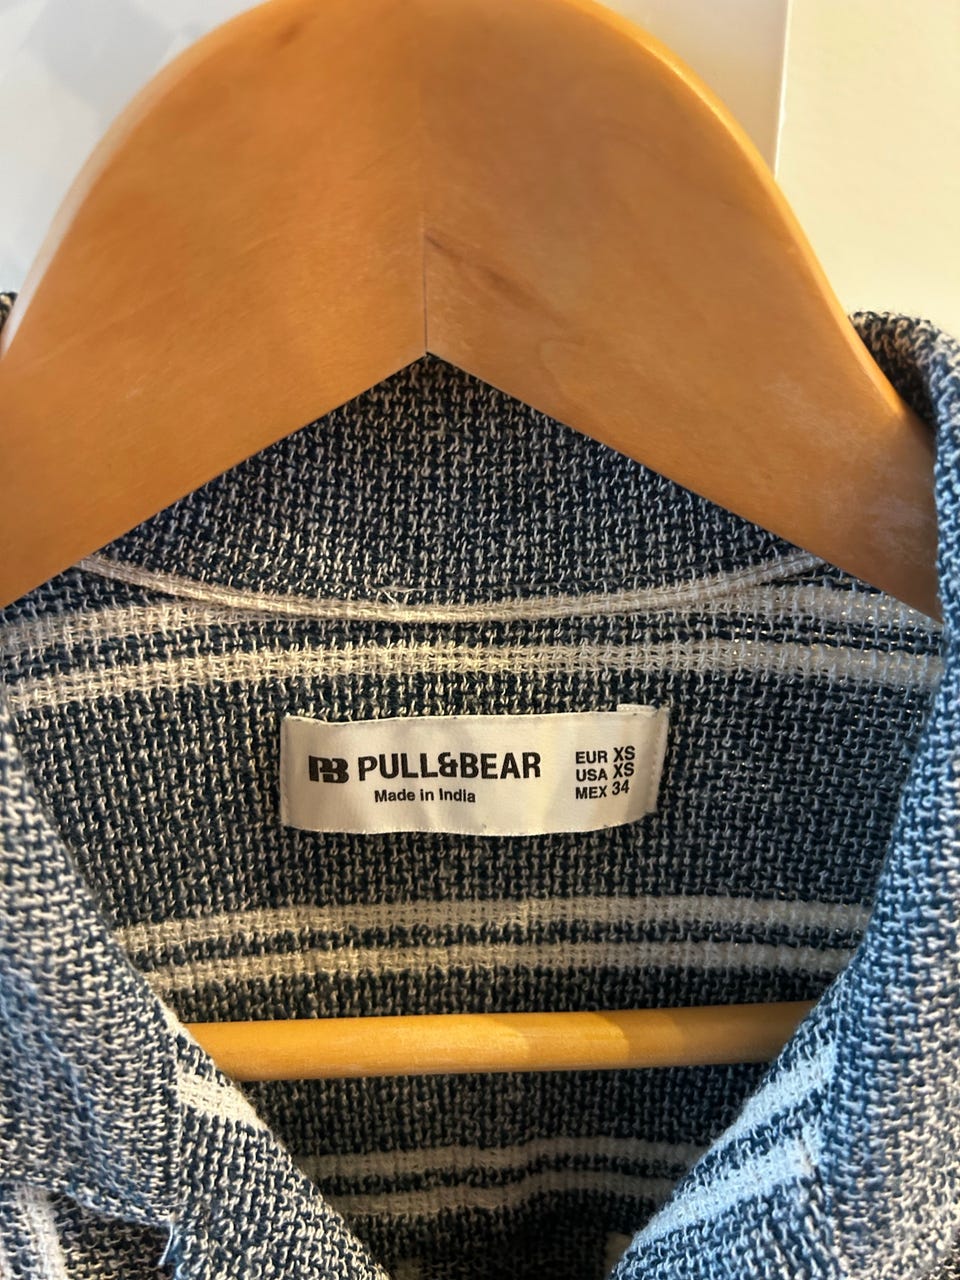 PB PULL&BEAR
Made in India
EUR XS
USA XS
MEX 34